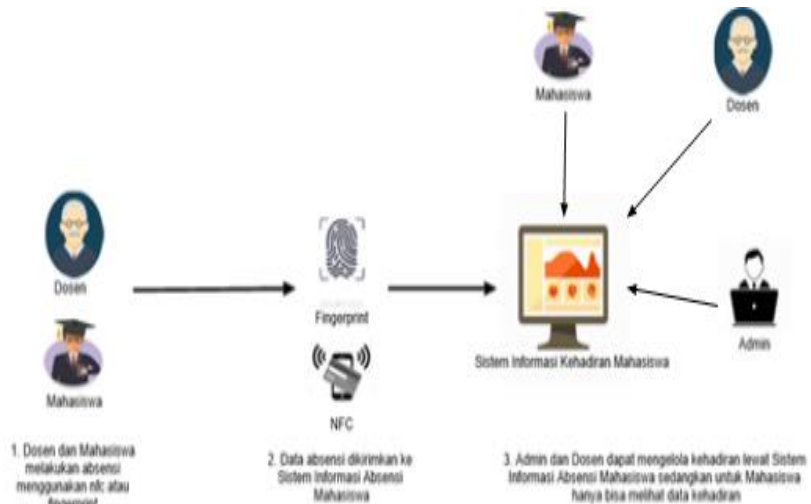 Mahasiswa
Dosen
Dosen
Mahasiswa
Fingerprint
NFC
Sistem Informasi Kehadiran Mahasiswa
Admin
1. Dosen dan Mahasiswa
melakukan absensi
menggunakan nfc atau
fingerprint
2. Data absensi dikirimkan ke
Sistem Informasi Absensi
Mahasiswa
3. Admin dan Dosen dapat mengelola kehadiran lewat Sistem
Informasi Absensi Mahasiswa sedangkan untuk Mahasiswa
hanya bisa melihat data kehadiran